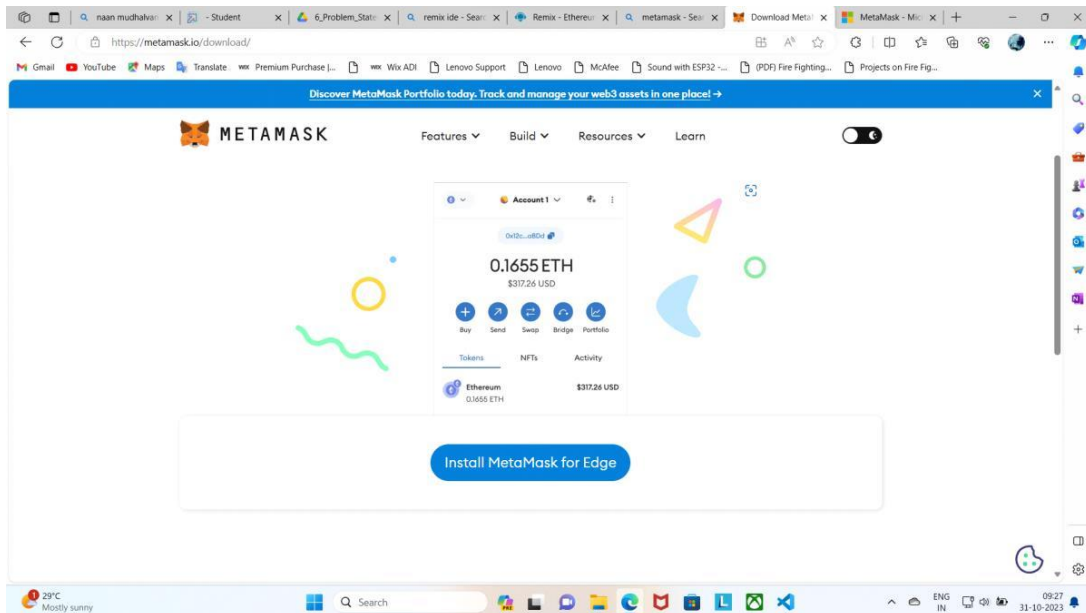 naan mudhalvan
- Student
6_Problem_State
remix ide - Sear
Remix - Ethereu
metamask - Sear
Download Meta
MetaMask - Mic
https://metamask.io/download/
Gmail YouTube Maps Translate WIX Premium Purchase |... WIX Wix ADI Lenovo Support Lenovo McAfee Sound with ESP32 -... (PDF) Fire Fighting... Projects on Fire Fig...
Discover MetaMask Portfolio today. Track and manage your web3 assets in one place! →
METAMASK
Features Build Resources Learn
Account 1
0.1655 ETH
$317.26 USD
Buy Send Swap Bridge Portfolio
Tokens NFTs Activity
Ethereum $317.26 USD
0.1655 ETH
Install MetaMask for Edge
29°C
Mostly sunny
Search
ENG
IN
09:27
31-10-2023